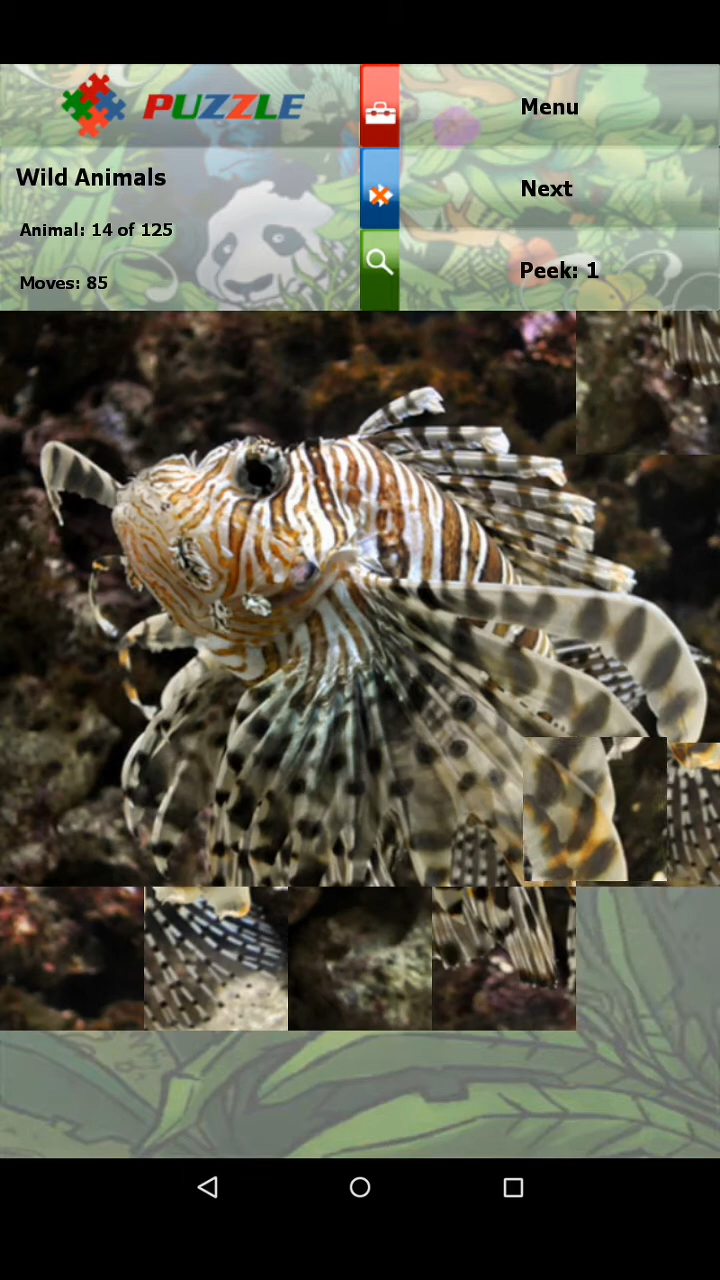 PUZZLE
Menu
Wild Animals
Next
Animal: 14 of 125
Peek: 1
Moves: 85